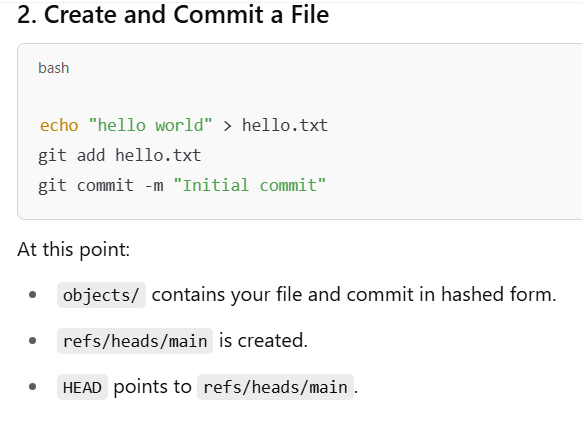 2. Create and Commit a File
bash
echo "hello world" > hello.txt
git add hello.txt
git commit -m "Initial commit"
At this point:
• objects/ contains your file and commit in hashed form.
• refs/heads/main is created.
• HEAD points to refs/heads/main.